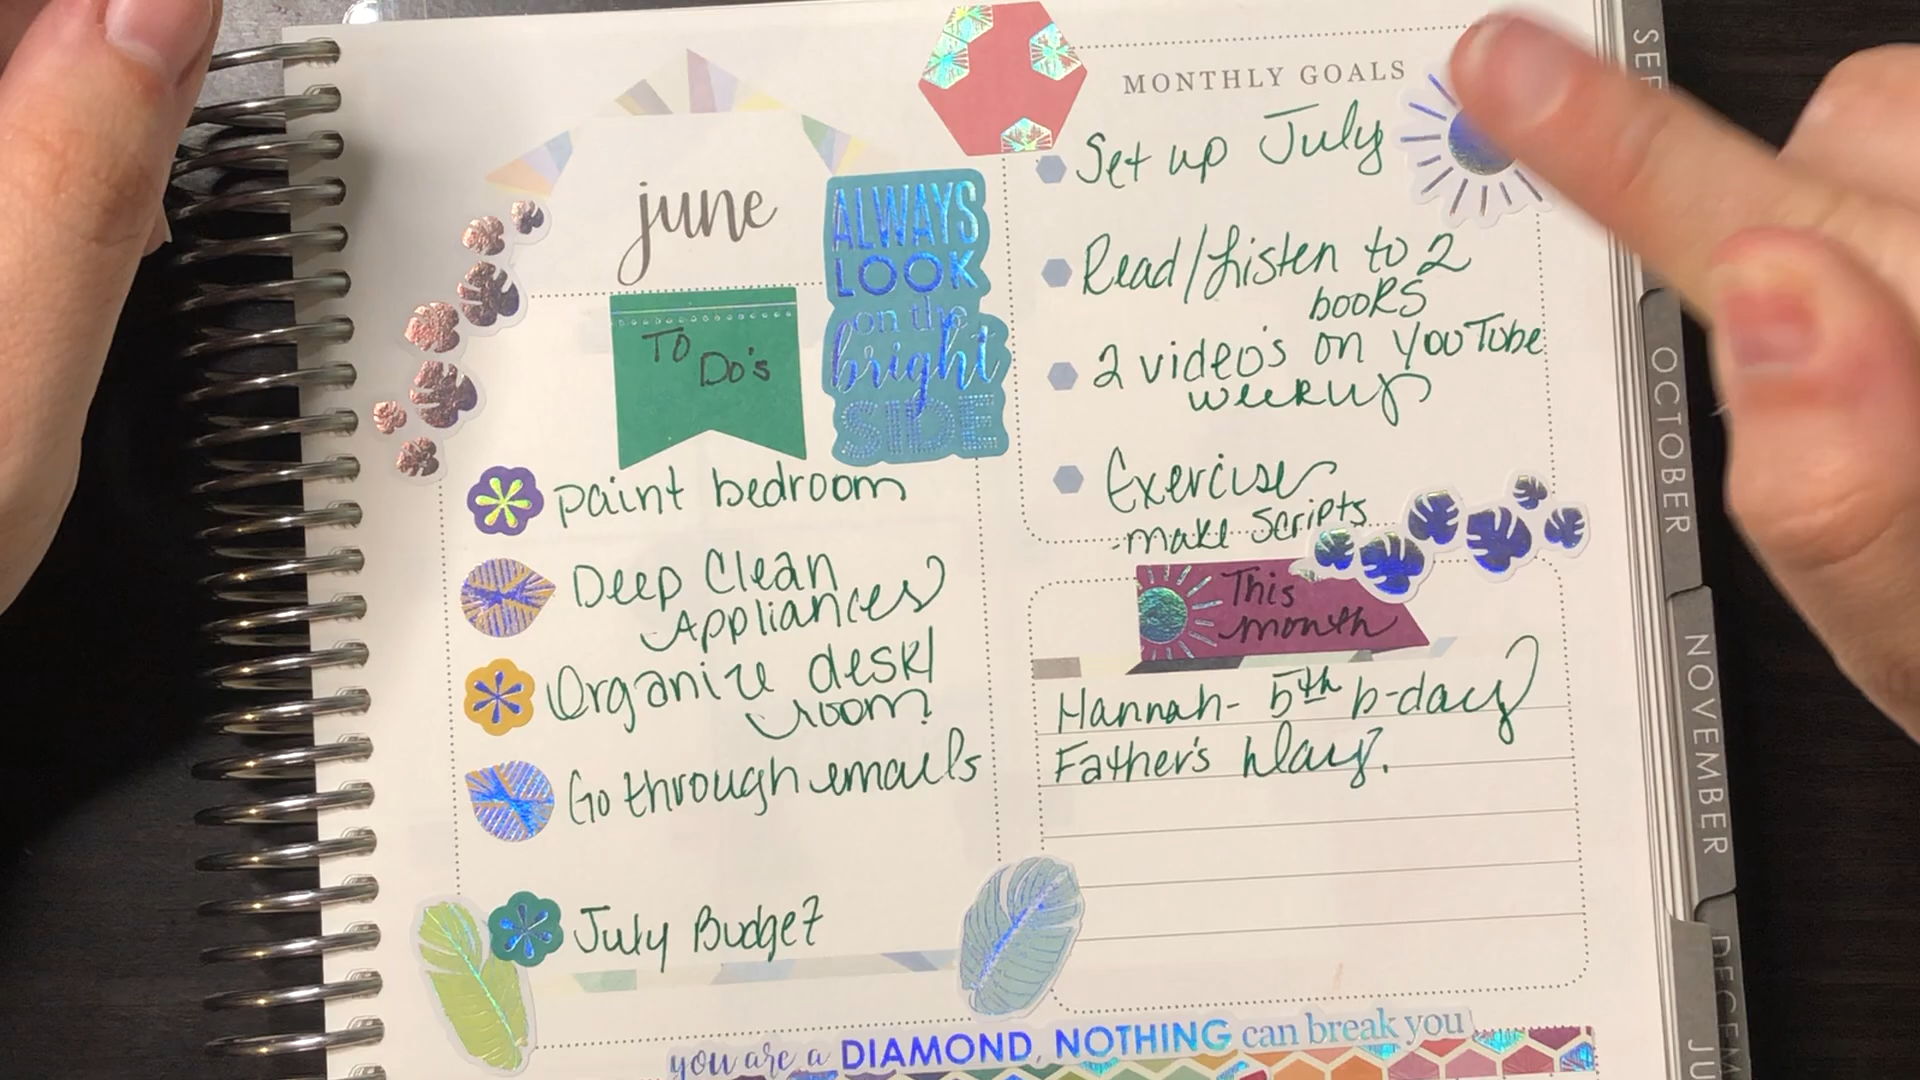 june
ALWAYS
LOOK
on the
bright
SIDE
TO
Do's
paint bedroom
Deep Clean
Appliances
Organize desk/
room
Go through emails
July Budget
MONTHLY GOALS
Set up July
Read/Listen to 2
books
2 video's on YouTube
weekly
Exercise
-make scripts
This
month
Hannah- 5th b-day
Father's Day.
you are a DIAMOND, NOTHING can break you
OCTOBER
NOVEMBER